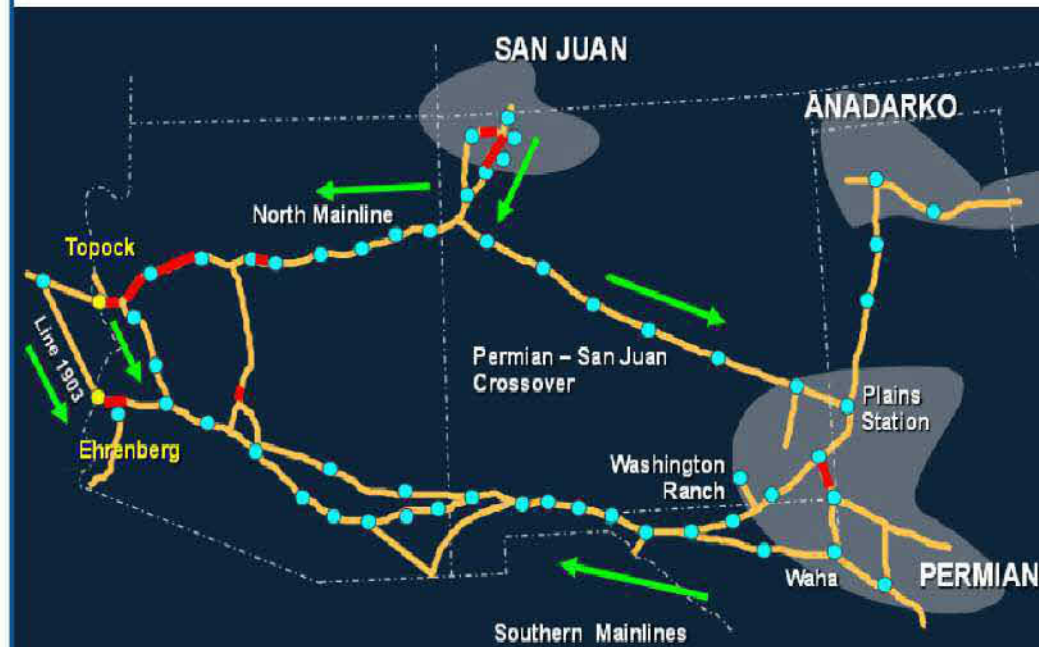 SAN JUAN
ANADARKO
North Mainline
Topock
Line 1903
Permian – San Juan
Crossover
Plains
Station
Ehrenberg
Washington
Ranch
Waha
PERMIAN
Southern Mainlines